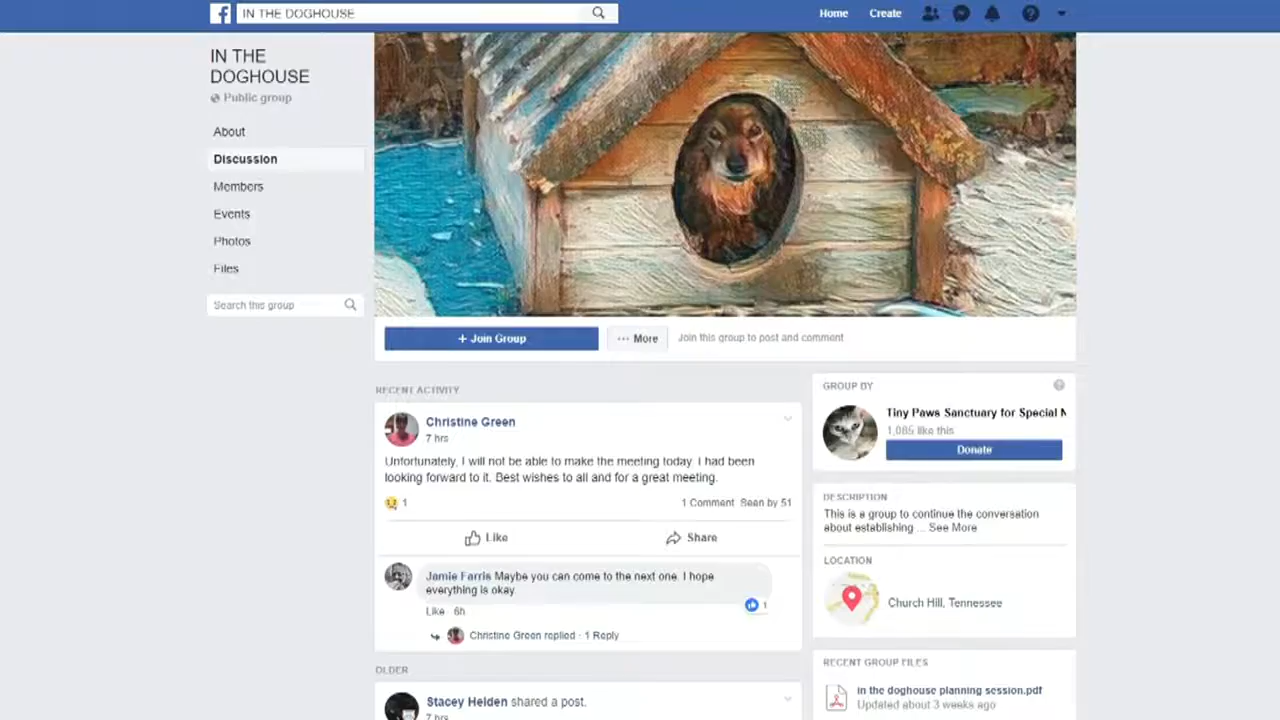 IN THE DOGHOUSE
Home Create
IN THE
DOGHOUSE
Public group
About
Discussion
Members
Events
Photos
Files
Search this group
+ Join Group
··· More
Join this group to post and comment
RECENT ACTIVITY
Christine Green
7 hrs
Unfortunately, I will not be able to make the meeting today. I had been
looking forward to it. Best wishes to all and for a great meeting.
1
1 Comment Seen by 51
Like Share
Jamie Farris Maybe you can come to the next one. I hope
everything is okay
1
Like · 6h
Christine Green replied · 1 Reply
OLDER
Stacey Helden shared a post.
7 hrs
GROUP BY
Tiny Paws Sanctuary for Special N
1,085 like this
Donate
DESCRIPTION
This is a group to continue the conversation
about establishing ... See More
LOCATION
Church Hill, Tennessee
RECENT GROUP FILES
in the doghouse planning session.pdf
Updated about 3 weeks ago